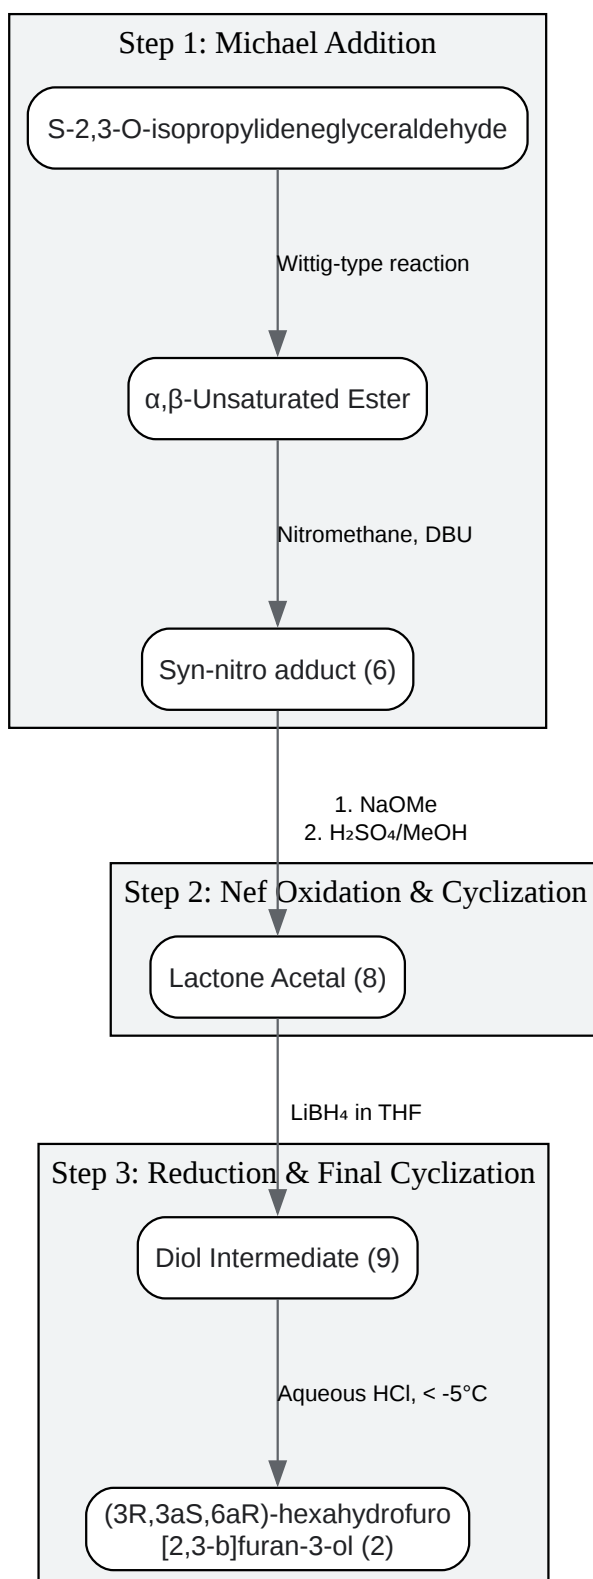 Step 1: Michael Addition
S-2,3-O-isopropylideneglyceraldehyde
Wittig-type reaction
α,β-Unsaturated Ester
Nitromethane, DBU
Syn-nitro adduct (6)
1. NaOMe
2. H₂SO₄/MeOH
Step 2: Nef Oxidation & Cyclization
Lactone Acetal (8)
LiBH₄ in THF
Step 3: Reduction & Final Cyclization
Diol Intermediate (9)
Aqueous HCl, < -5°C
(3R,3aS,6aR)-hexahydrofuro
[2,3-b]furan-3-ol (2)